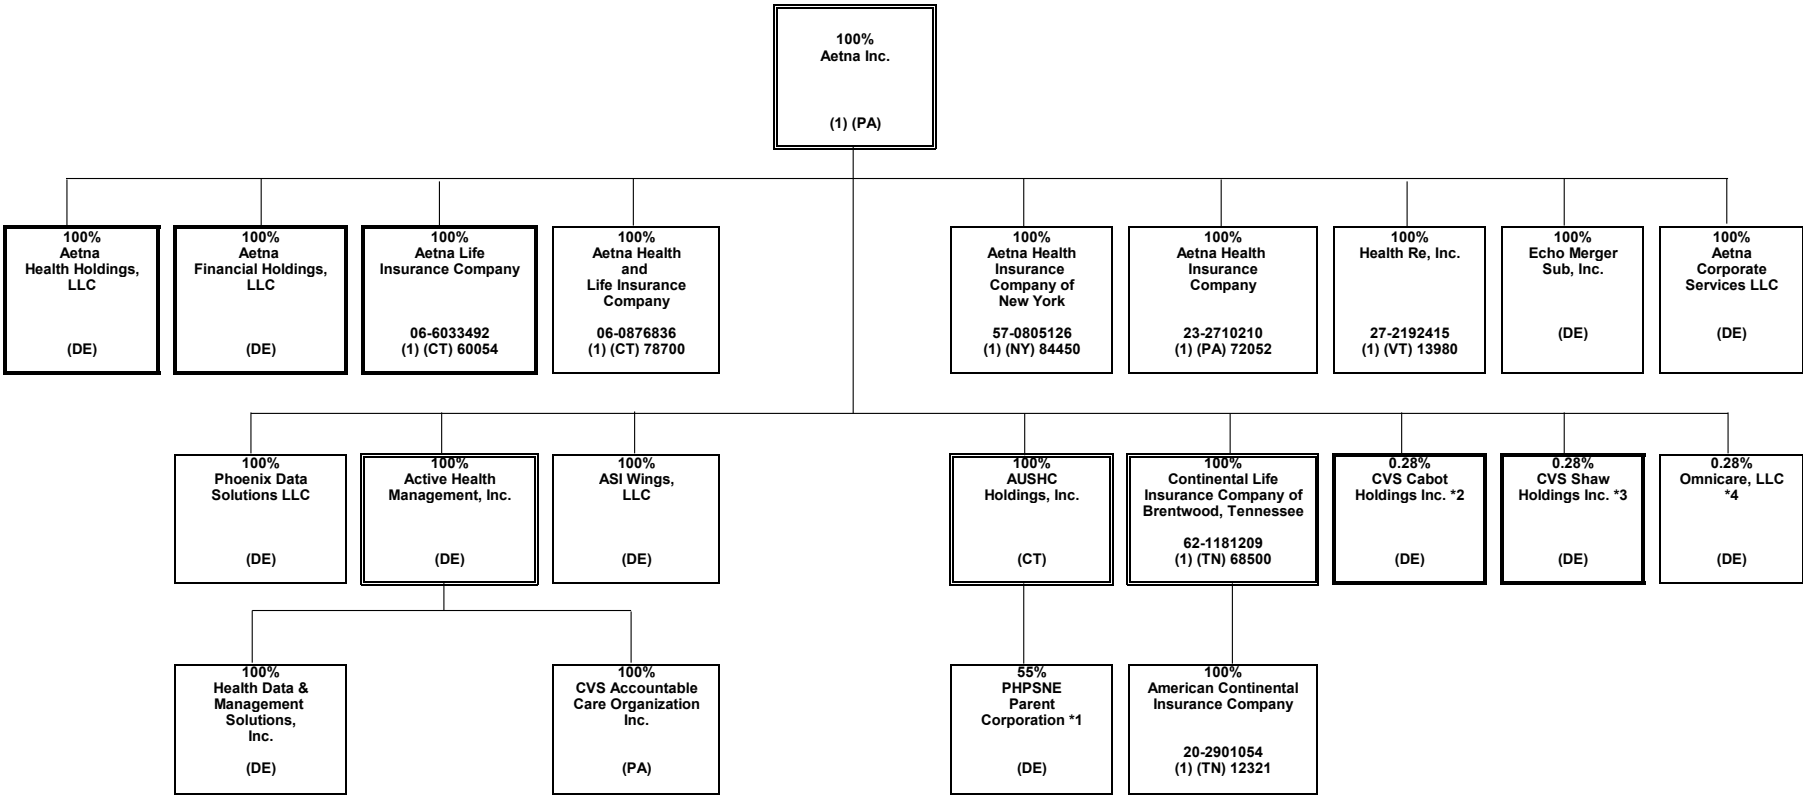 100%
Aetna Inc.
(1) (PA)
100%
Aetna
Health Holdings,
LLC
(DE)
100%
Aetna
Financial Holdings,
LLC
(DE)
100%
Aetna Life
Insurance Company
06-6033492
(1) (CT) 60054
100%
Aetna Health
and
Life Insurance
Company
06-0876836
(1) (CT) 78700
100%
Aetna Health
Insurance
Company of
New York
57-0805126
(1) (NY) 84450
100%
Aetna Health
Insurance
Company
23-2710210
(1) (PA) 72052
100%
Health Re, Inc.
27-2192415
(1) (VT) 13980
100%
Echo Merger
Sub, Inc.
(DE)
100%
Aetna
Corporate
Services LLC
(DE)
100%
Phoenix Data
Solutions LLC
(DE)
100%
Active Health
Management, Inc.
(DE)
100%
ASI Wings,
LLC
(DE)
100%
AUSHC
Holdings, Inc.
(CT)
100%
Continental Life
Insurance Company of
Brentwood, Tennessee
62-1181209
(1) (TN) 68500
0.28%
CVS Cabot
Holdings Inc. *2
(DE)
0.28%
CVS Shaw
Holdings Inc. *3
(DE)
0.28%
Omnicare, LLC
*4
(DE)
100%
Health Data &
Management
Solutions,
Inc.
(DE)
100%
CVS Accountable
Care Organization
Inc.
(PA)
55%
PHPSNE
Parent
Corporation *1
(DE)
100%
American Continental
Insurance Company
20-2901054
(1) (TN) 12321